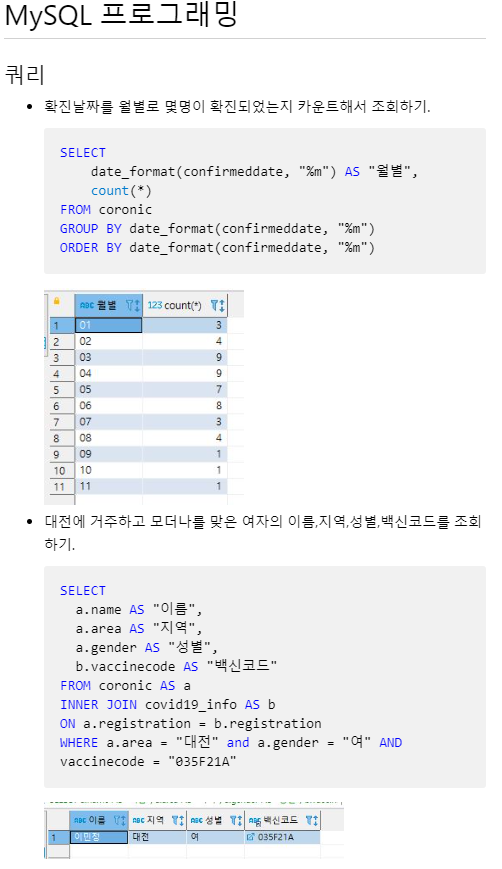 MySQL 프로그래밍
쿼리
확진날짜를 월별로 몇명이 확진되었는지 카운트해서 조회하기.
SELECT
date_format(confirmeddate, "%m") AS "월별",
count(*)
FROM coronic
GROUP BY date_format(confirmeddate, "%m")
ORDER BY date_format(confirmeddate, "%m")
ABC 월별 123 count(*)
1 01 3
2 02 4
3 03 9
4 04 9
5 05 7
6 06 8
7 07 3
8 08 4
9 09 1
10 10 1
11 11 1
대전에 거주하고 모더나를 맞은 여자의 이름,지역,성별,백신코드를 조회
하기.
SELECT
a.name AS "이름",
a.area AS "지역",
a.gender AS "성별",
b.vaccinecode AS "백신코드"
FROM coronic AS a
INNER JOIN covid19_info AS b
ON a.registration = b.registration
WHERE a.area = "대전" and a.gender = "여" AND
vaccinecode = "035F21A"
ABC 이름 ABC 지역 ABC 성별 ABC 백신코드
1 이민정 대전 여 035F21A